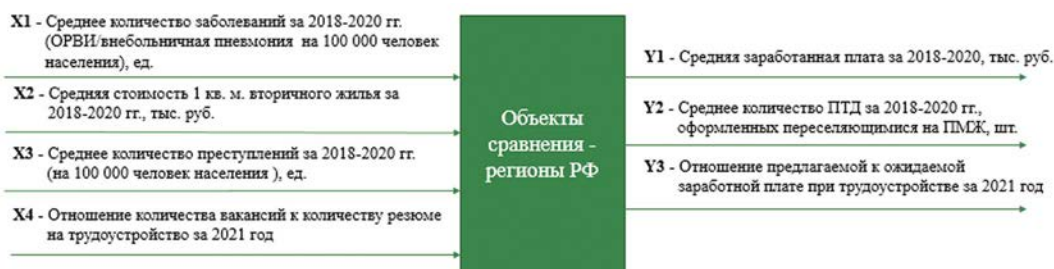 X1 - Среднее количество заболеваний за 2018-2020 гг.
(ОРВИ/внебольничная пневмония на 100 000 человек
населения), ед.
X2 - Средняя стоимость 1 кв. м. вторичного жилья за
2018-2020 гг., тыс. руб.
X3 - Среднее количество преступлений за 2018-2020 гг.
(на 100 000 человек населения ), ед.
X4 - Отношение количества вакансий к количеству резюме
на трудоустройство за 2021 год
Объекты
сравнения -
регионы РФ
Y1 - Средняя заработанная плата за 2018-2020, тыс. руб.
Y2 - Среднее количество ПТД за 2018-2020 гг.,
оформленных переселяющимися на ПМЖ, шт.
Y3 - Отношение предлагаемой к ожидаемой
заработной плате при трудоустройстве за 2021 год